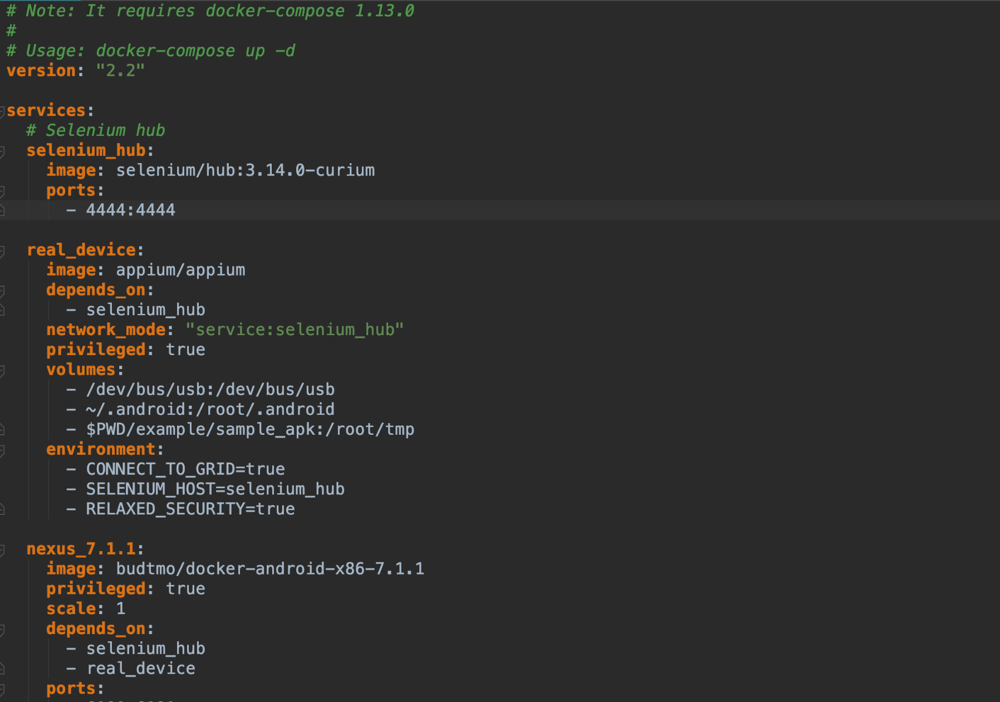 # Note: It requires docker-compose 1.13.0
#
# Usage: docker-compose up -d
version: "2.2"

services:
  # Selenium hub
  selenium_hub:
    image: selenium/hub:3.14.0-curium
    ports:
      - 4444:4444

  real_device:
    image: appium/appium
    depends_on:
      - selenium_hub
    network_mode: "service:selenium_hub"
    privileged: true
    volumes:
      - /dev/bus/usb:/dev/bus/usb
      - ~/.android:/root/.android
      - $PWD/example/sample_apk:/root/tmp
    environment:
      - CONNECT_TO_GRID=true
      - SELENIUM_HOST=selenium_hub
      - RELAXED_SECURITY=true

  nexus_7.1.1:
    image: budtmo/docker-android-x86-7.1.1
    privileged: true
    scale: 1
    depends_on:
      - selenium_hub
      - real_device
    ports: